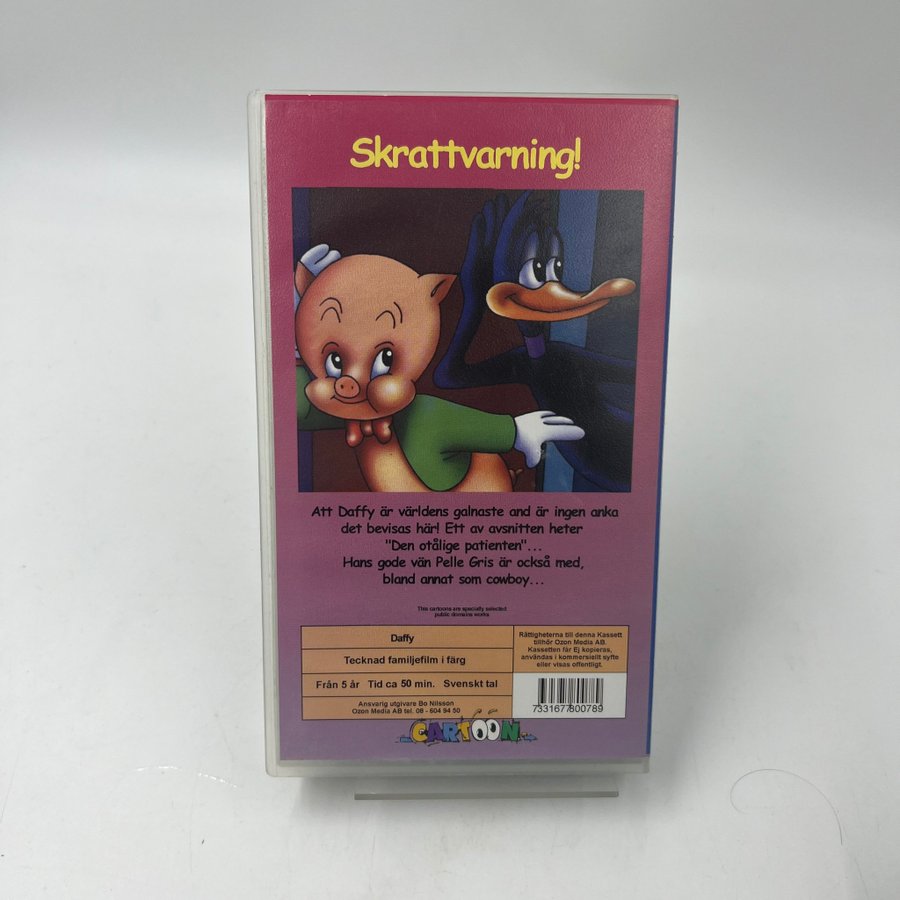 Skrattvarning!
Att Daffy är världens galnaste and är ingen anka
det bevisas här! Ett av avsnitten heter
"Den otålige patienten"...
Hans gode vän Pelle Gris är också med,
bland annat som cowboy...
This cartoons are specially selected
public domains works
Daffy
Tecknad familjefilm i färg
Från 5 år Tid ca 50 min. Svenskt tal
Ansvarig utgivare Bo Nilsson
Ozon Media AB tel. 08 - 604 94 50
Rättigheterna till denna Kassett
tillhör Ozon Media AB.
Kassetten får Ej kopieras,
användas i kommersiellt syfte
eller visas offentligt.
7331677800789
CARTOON